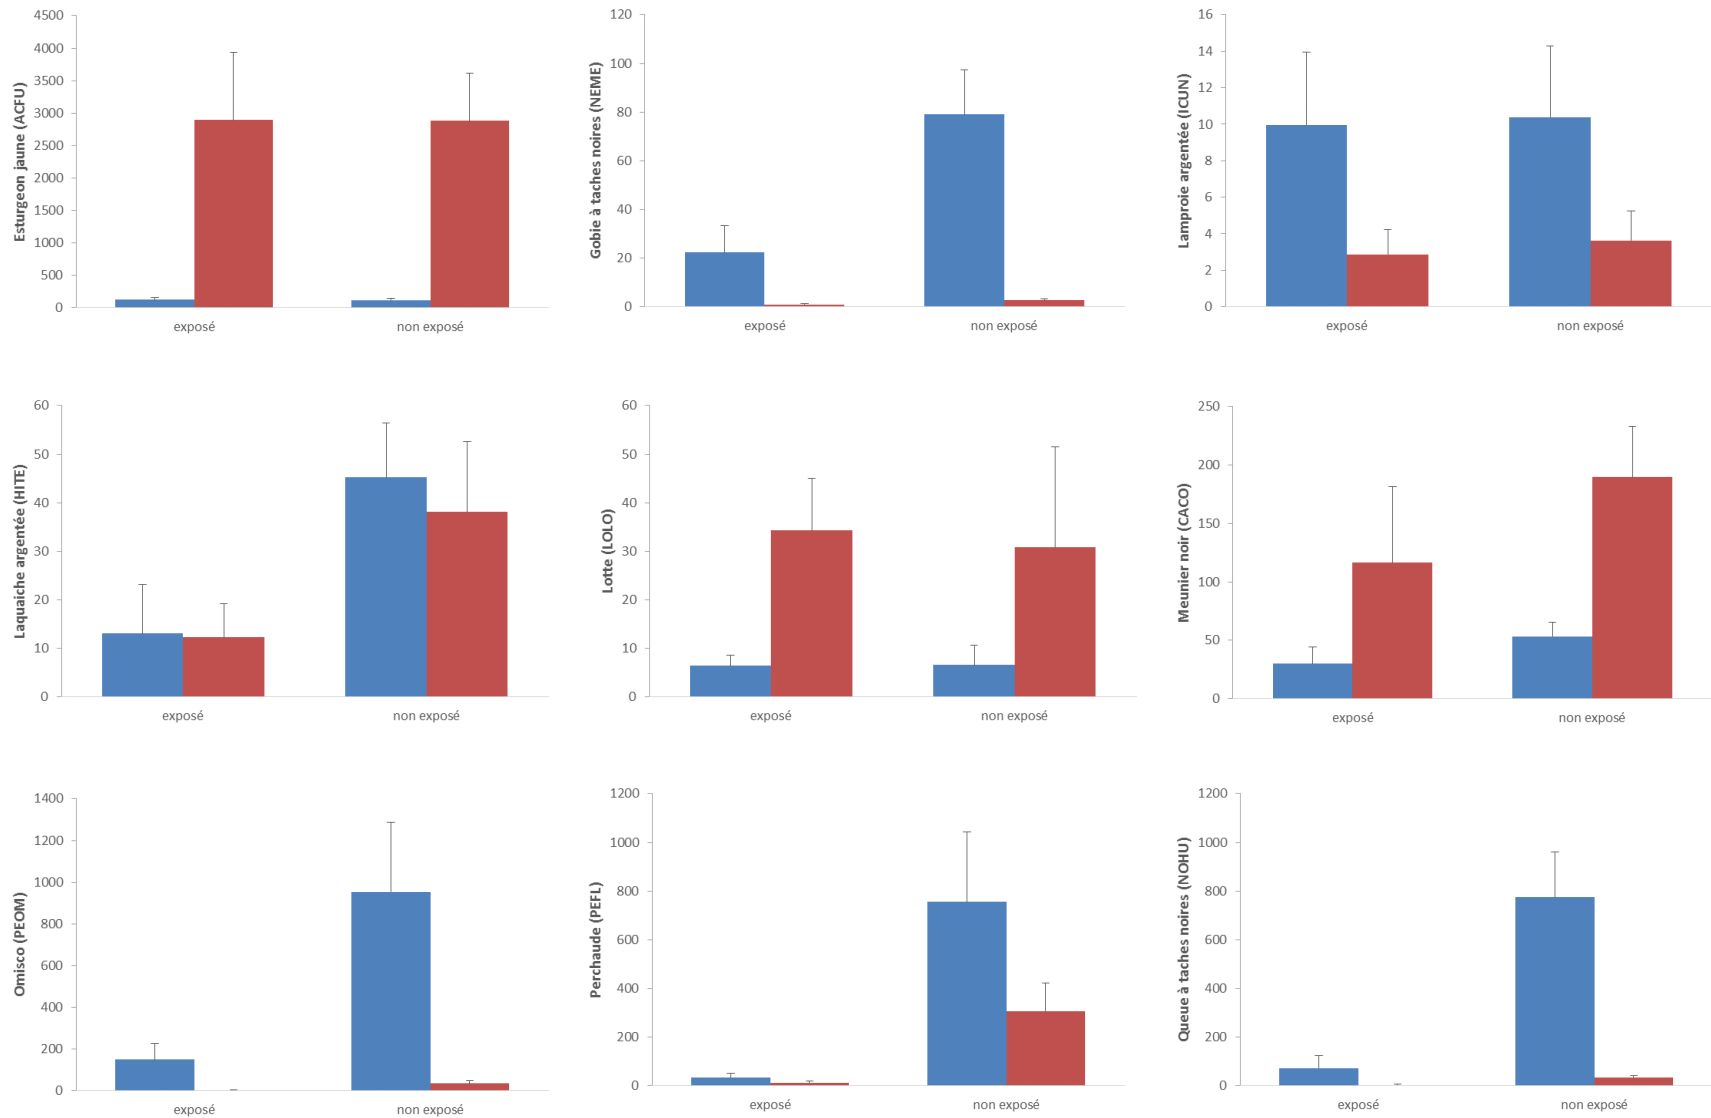 Esturgeon jaune (ACFU)
4500
4000
3500
3000
2500
2000
1500
1000
500
0
exposé
non exposé
Gobie à taches noires (NEME)
120
100
80
60
40
20
0
exposé
non exposé
Lamproie argentée (ICUN)
16
14
12
10
8
6
4
2
0
exposé
non exposé
Laquaiche argentée (HITE)
60
50
40
30
20
10
0
exposé
non exposé
Lotte (LOLO)
60
50
40
30
20
10
0
exposé
non exposé
Meunier noir (CACO)
250
200
150
100
50
0
exposé
non exposé
Omisco (PEOM)
1400
1200
1000
800
600
400
200
0
exposé
non exposé
Perchaude (PEFL)
1200
1000
800
600
400
200
0
exposé
non exposé
Queue à taches noires (NOHU)
1200
1000
800
600
400
200
0
exposé
non exposé